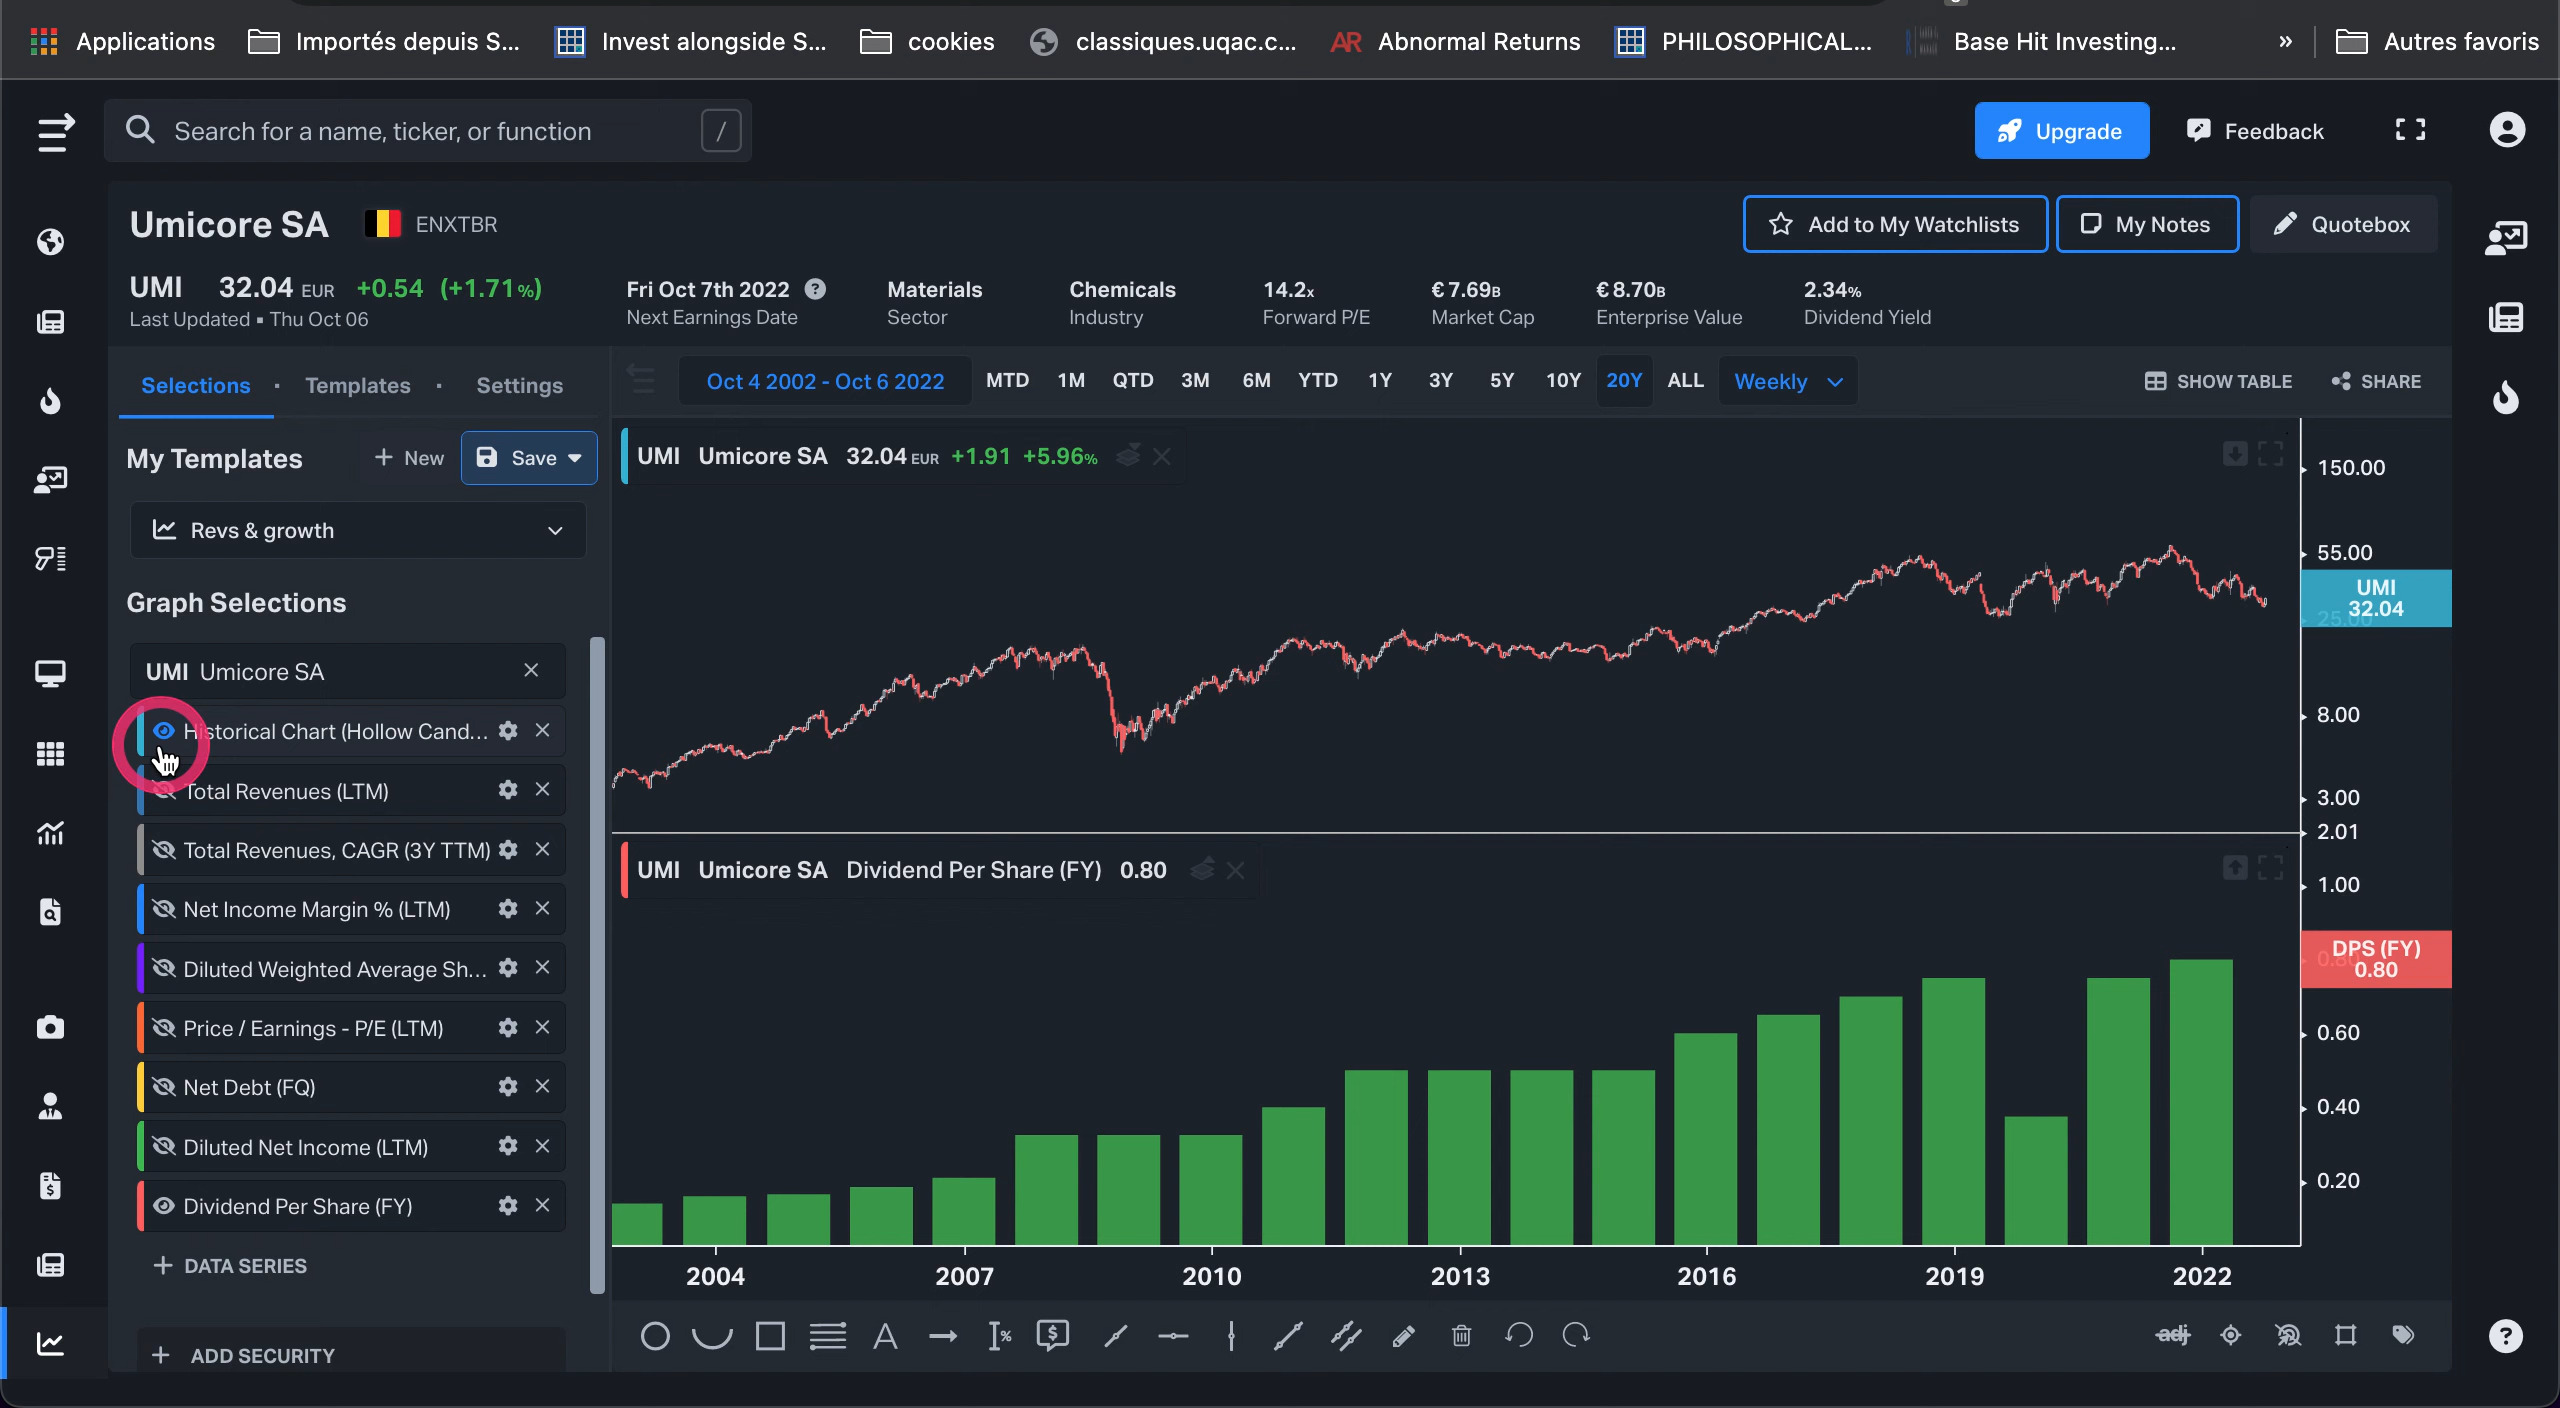 Applications
Importés depuis S...
Invest alongside S...
cookies
classiques.uqac.c...
AR Abnormal Returns
PHILOSOPHICAL...
Base Hit Investing...
»
Autres favoris
Search for a name, ticker, or function
/
Upgrade
Feedback
Umicore SA
ENXTBR
Add to My Watchlists
My Notes
Quotebox
UMI 32.04 EUR +0.54 (+1.71%)
Last Updated ▪ Thu Oct 06
Fri Oct 7th 2022
Next Earnings Date
Materials
Sector
Chemicals
Industry
14.2x
Forward P/E
€7.69B
Market Cap
€8.70B
Enterprise Value
2.34%
Dividend Yield
Selections · Templates · Settings
Oct 4 2002 - Oct 6 2022
MTD 1M QTD 3M 6M YTD 1Y 3Y 5Y 10Y 20Y ALL
Weekly
SHOW TABLE
SHARE
My Templates
+ New
Save
Revs & growth
Graph Selections
UMI Umicore SA
Historical Chart (Hollow Cand...
Total Revenues (LTM)
Total Revenues, CAGR (3Y TTM)
Net Income Margin % (LTM)
Diluted Weighted Average Sh...
Price / Earnings - P/E (LTM)
Net Debt (FQ)
Diluted Net Income (LTM)
Dividend Per Share (FY)
+ DATA SERIES
+ ADD SECURITY
UMI Umicore SA 32.04 EUR +1.91 +5.96%
150.00
55.00
UMI
32.04
25.00
8.00
3.00
2.01
UMI Umicore SA Dividend Per Share (FY) 0.80
1.00
DPS (FY)
0.80
0.80
0.60
0.40
0.20
2004 2007 2010 2013 2016 2019 2022
A
%
$
adj
?